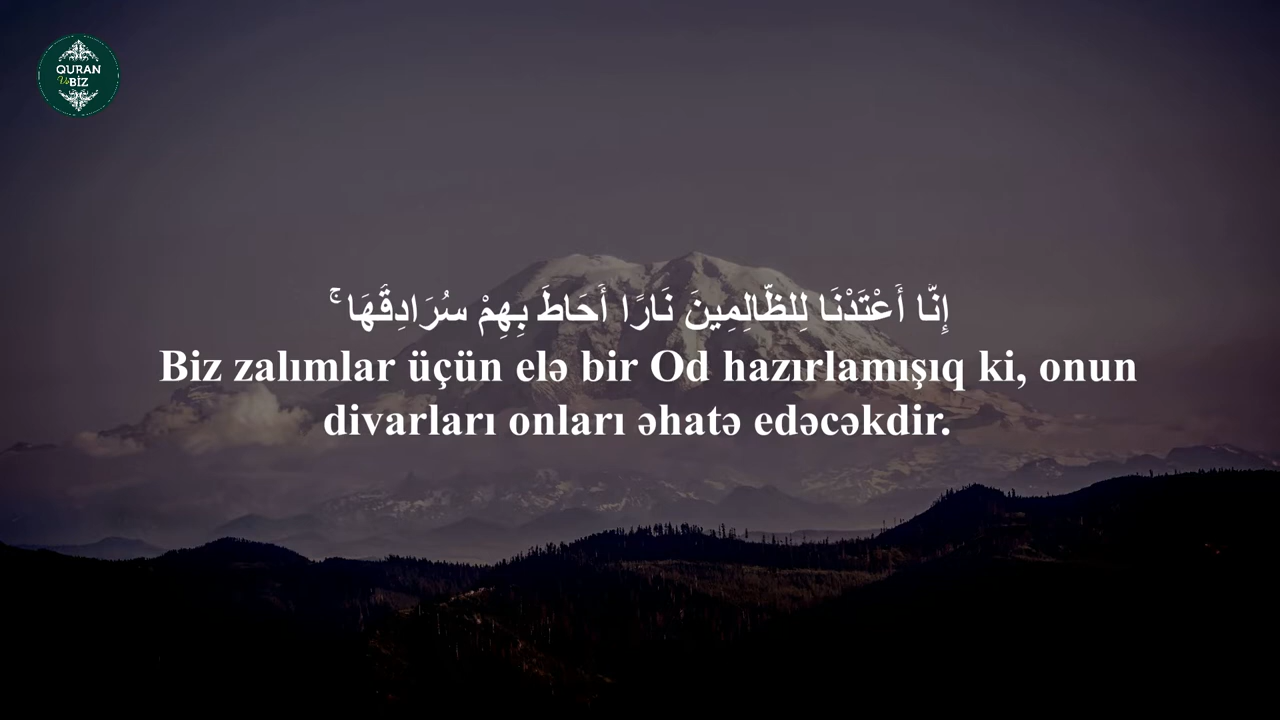 QURAN
Və BİZ
إِنَّا أَعْتَدْنَا لِلظَّالِمِينَ نَارًا أَحَاطَ بِهِمْ سُرَادِقُهَا ۚ
Biz zalımlar üçün elə bir Od hazırlamışıq ki, onun
divarları onları əhatə edəcəkdir.